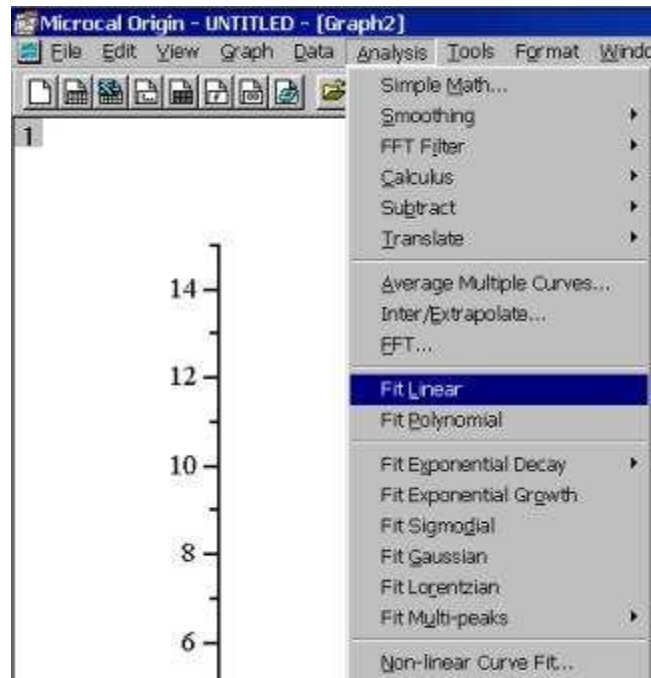 Microcal Origin - UNTITLED - [Graph2]
File Edit View Graph Data Analysis Tools Format Windo
1
Simple Math...
Smoothing
FFT Filter
Calculus
Subtract
Translate
Average Multiple Curves...
Inter/Extrapolate...
FFT...
Fit Linear
Fit Polynomial
Fit Exponential Decay
Fit Exponential Growth
Fit Sigmodial
Fit Gaussian
Fit Lorentzian
Fit Multi-peaks
Non-linear Curve Fit...
14
12
10
8
6